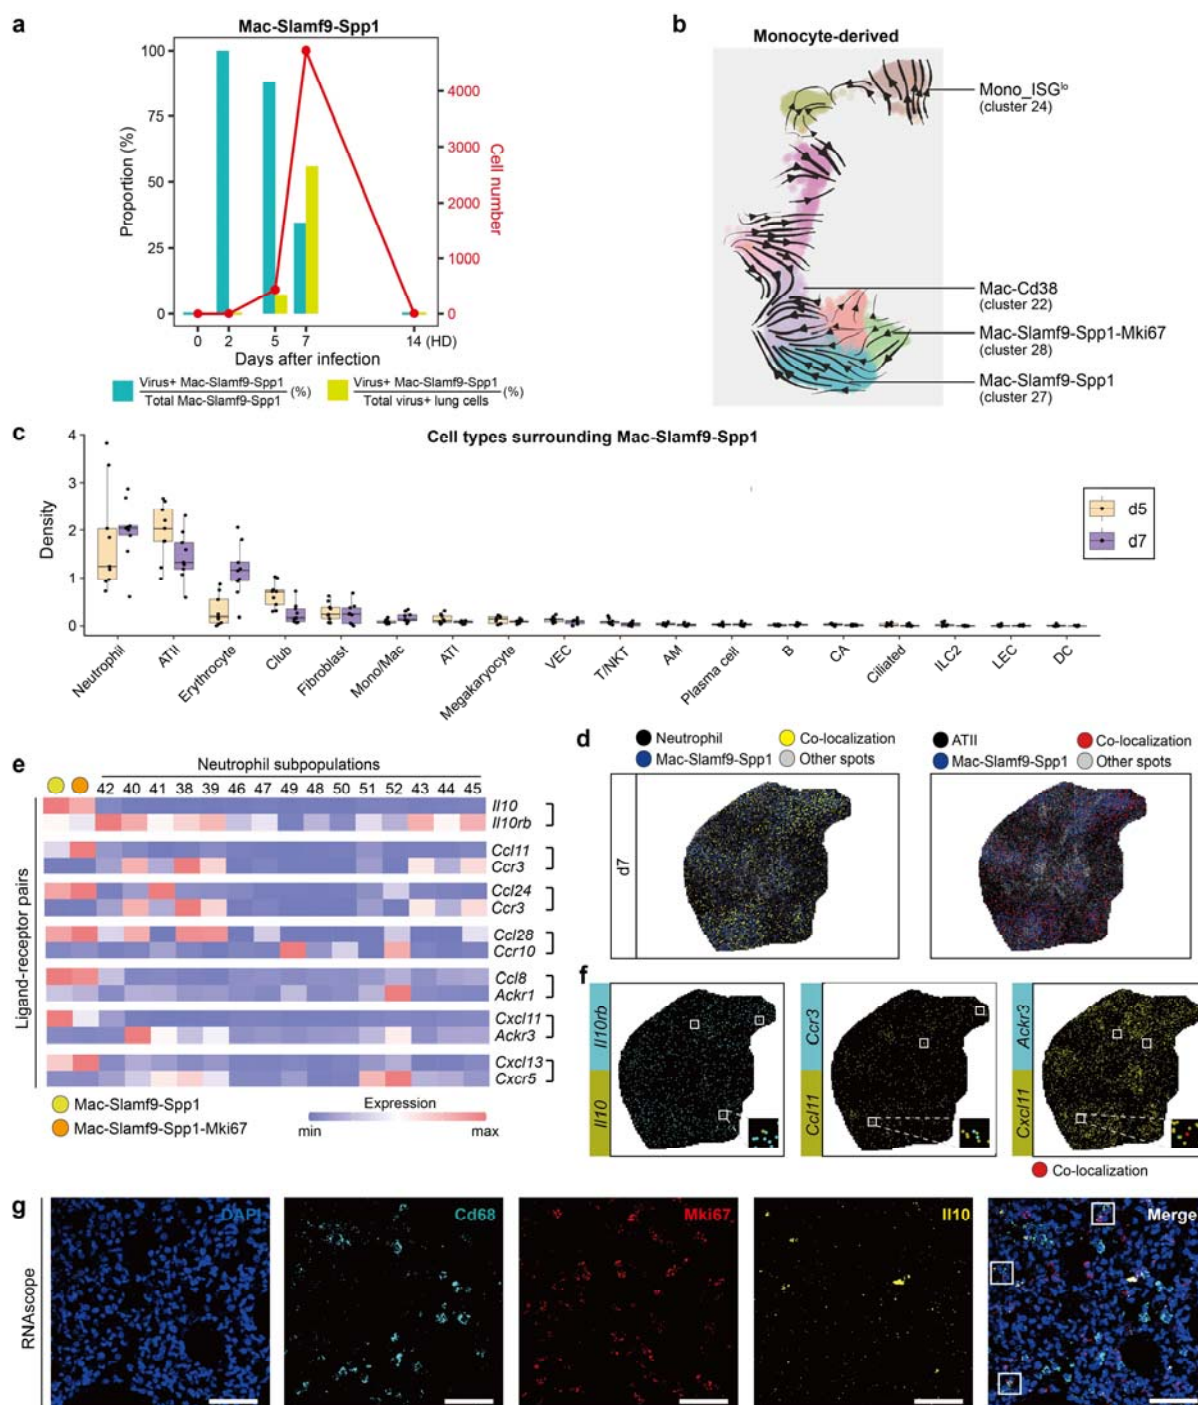 a
Mac-Slamf9-Spp1
Proportion (%)
100
75
50
25
0
Cell number
4000
3000
2000
1000
0
0 2 5 7 14 (HD)
Days after infection
Virus+ Mac-Slamf9-Spp1
Total Mac-Slamf9-Spp1
(%)
Virus+ Mac-Slamf9-Spp1
Total virus+ lung cells
(%)
b
Monocyte-derived
Mono_ISG^lo
(cluster 24)
Mac-Cd38
(cluster 22)
Mac-Slamf9-Spp1-Mki67
(cluster 28)
Mac-Slamf9-Spp1
(cluster 27)
c
Cell types surrounding Mac-Slamf9-Spp1
Density
4
3
2
1
0
d5
d7
Neutrophil
ATII
Erythrocyte
Club
Fibroblast
Mono/Mac
ATI
Megakaryocyte
VEC
T/NKT
AM
Plasma cell
B
CA
Ciliated
ILC2
LEC
DC
d
Neutrophil Co-localization
Mac-Slamf9-Spp1 Other spots
ATII Co-localization
Mac-Slamf9-Spp1 Other spots
d7
e
Neutrophil subpopulations
42 40 41 38 39 46 47 49 48 50 51 52 43 44 45
Ligand-receptor pairs
Il10
Il10rb
Ccl11
Ccr3
Ccl24
Ccr3
Ccl28
Ccr10
Ccl8
Ackr1
Cxcl11
Ackr3
Cxcl13
Cxcr5
Mac-Slamf9-Spp1
Mac-Slamf9-Spp1-Mki67
Expression
min max
f
Il10rb
Il10
Ccr3
Ccl11
Ackr3
Cxcl11
Co-localization
g
RNAscope
DAPI
Cd68
Mki67
Il10
Merge